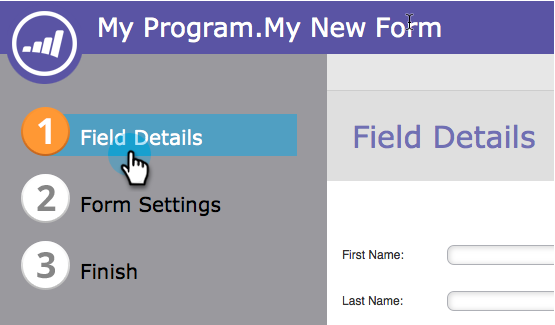 My Program.My New Form
1 Field Details
2 Form Settings
3 Finish
Field Details
First Name:
Last Name: